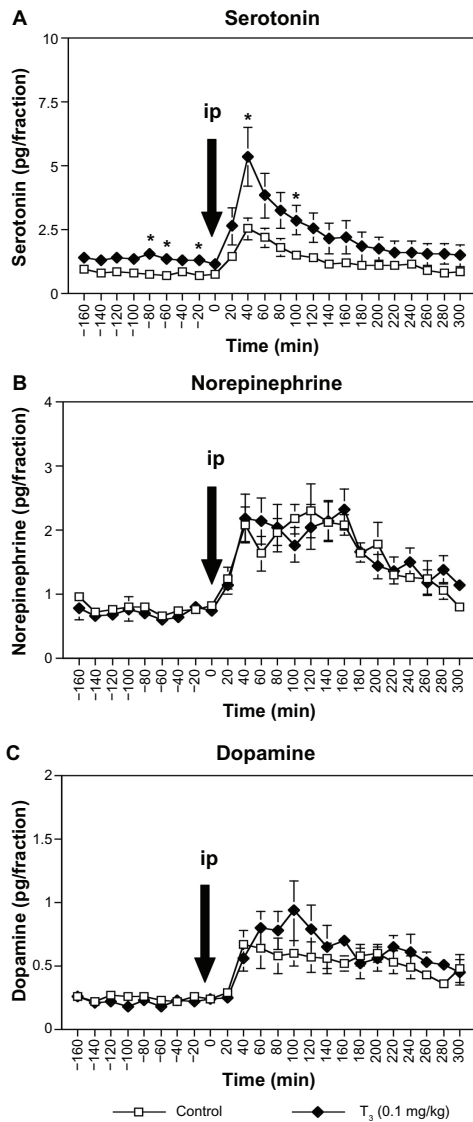 A Serotonin
10
7.5
5
2.5
0
Serotonin (pg/fraction)
ip
* * * * *
−160 −140 −120 −100 −80 −60 −40 −20 0 20 40 60 80 100 120 140 160 180 200 220 240 260 280 300
Time (min)
B Norepinephrine
4
3
2
1
0
Norepinephrine (pg/fraction)
ip
−160 −140 −120 −100 −80 −60 −40 −20 0 20 40 60 80 100 120 140 160 180 200 220 240 260 280 300
Time (min)
C Dopamine
2
1.5
1
0.5
0
Dopamine (pg/fraction)
ip
−160 −140 −120 −100 −80 −60 −40 −20 0 20 40 60 80 100 120 140 160 180 200 220 240 260 280 300
Time (min)
Control T₃ (0.1 mg/kg)